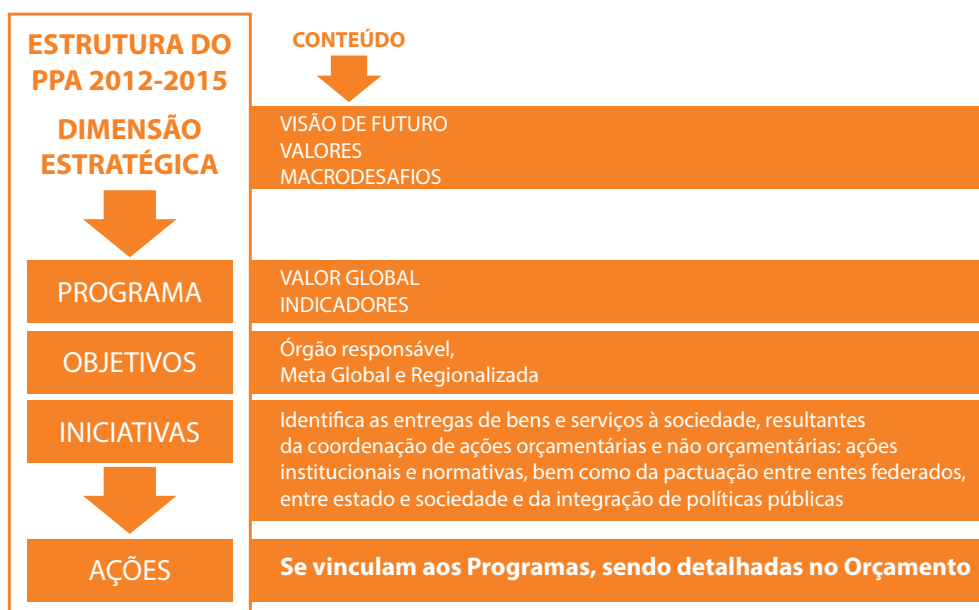 ESTRUTURA DO
PPA 2012-2015
DIMENSÃO
ESTRATÉGICA
CONTEÚDO
VISÃO DE FUTURO
VALORES
MACRODESAFIOS
PROGRAMA
VALOR GLOBAL
INDICADORES
OBJETIVOS
Órgão responsável,
Meta Global e Regionalizada
INICIATIVAS
Identifica as entregas de bens e serviços à sociedade, resultantes
da coordenação de ações orçamentárias e não orçamentárias: ações
institucionais e normativas, bem como da pactuação entre entes federados,
entre estado e sociedade e da integração de políticas públicas
AÇÕES
Se vinculam aos Programas, sendo detalhadas no Orçamento